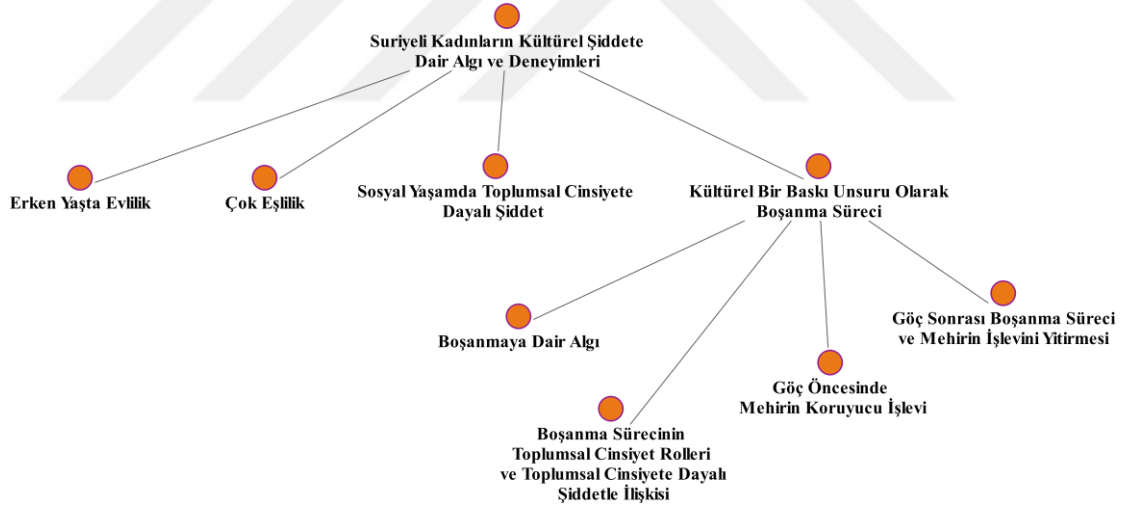 Suriyeli Kadınların Kültürel Şiddete
Dair Algı ve Deneyimleri
Erken Yaşta Evlilik
Çok Eşlilik
Sosyal Yaşamda Toplumsal Cinsiyete
Dayalı Şiddet
Kültürel Bir Baskı Unsuru Olarak
Boşanma Süreci
Boşanmaya Dair Algı
Boşanma Sürecinin
Toplumsal Cinsiyet Rolleri
ve Toplumsal Cinsiyete Dayalı
Şiddetle İlişkisi
Göç Öncesinde
Mehirin Koruyucu İşlevi
Göç Sonrası Boşanma Süreci
ve Mehirin İşlevini Yitirmesi